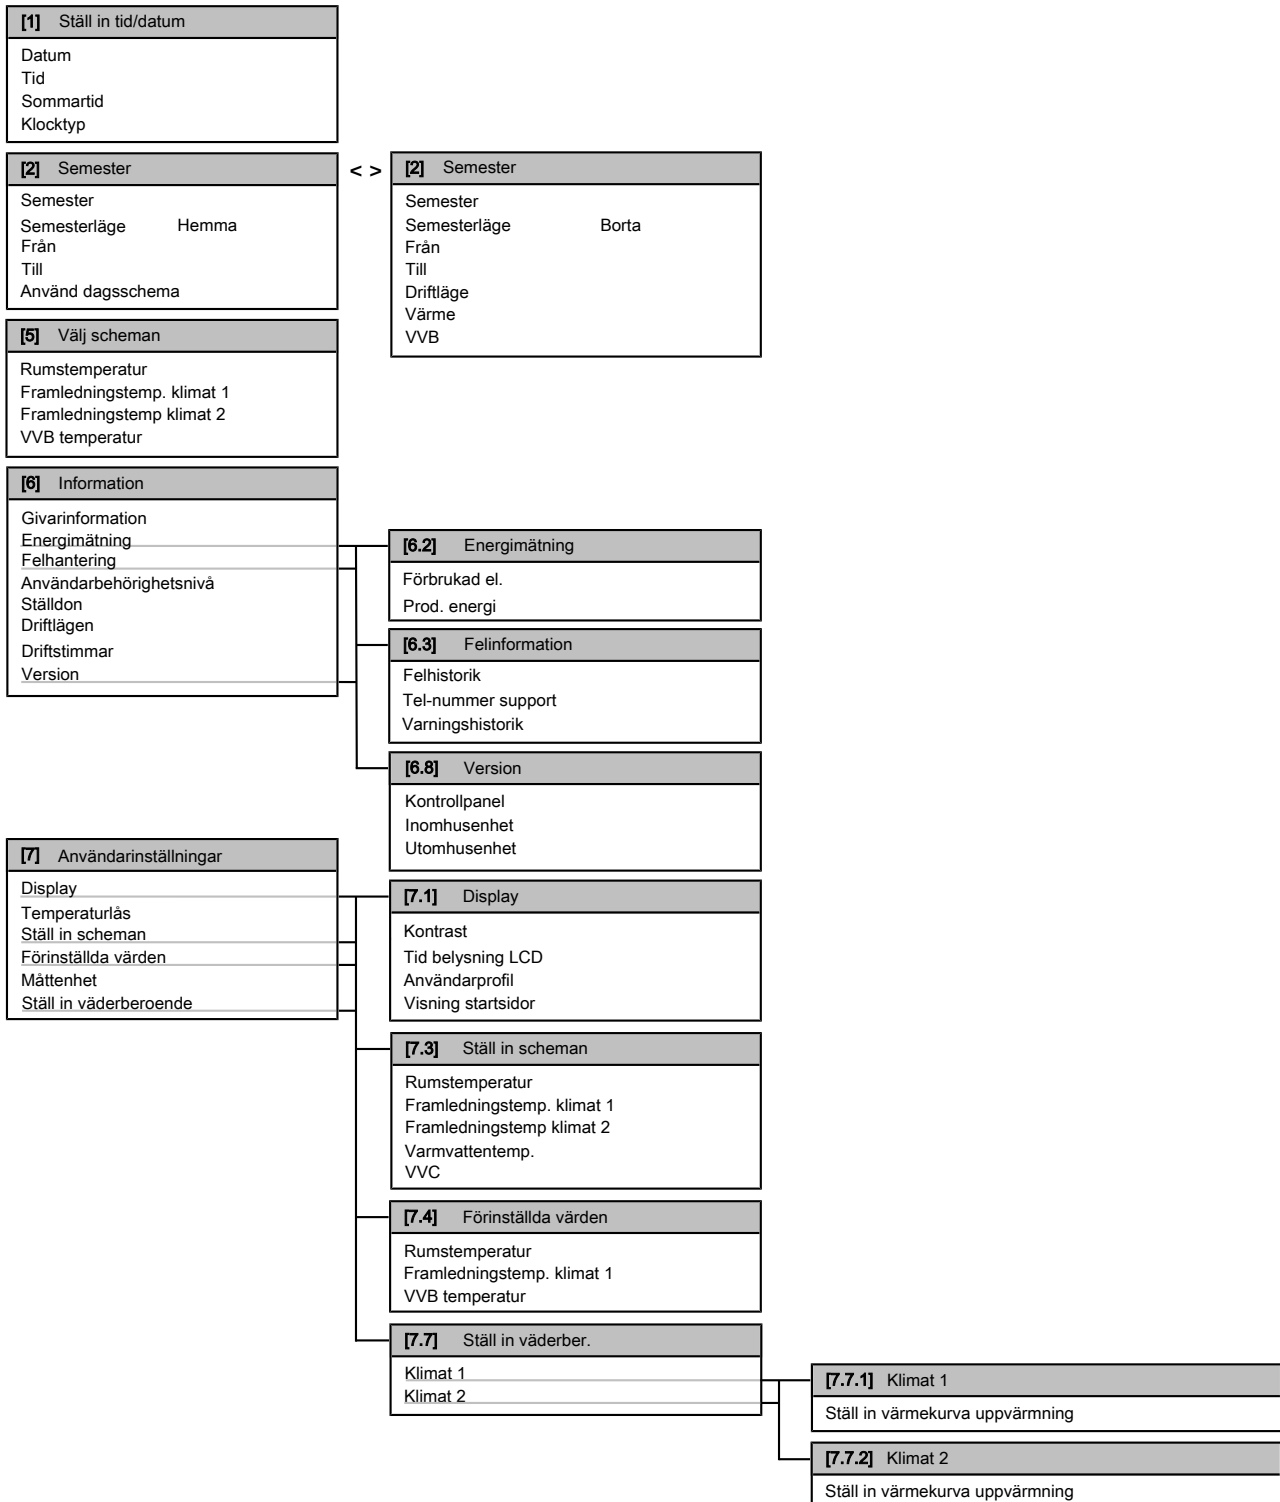 [1] Ställ in tid/datum
Datum
Tid
Sommartid
Klocktyp
[2] Semester
Semester
Semesterläge Hemma
Från
Till
Använd dagsschema
< >
[2] Semester
Semester
Semesterläge Borta
Från
Till
Driftläge
Värme
VVB
[5] Välj scheman
Rumstemperatur
Framledningstemp. klimat 1
Framledningstemp klimat 2
VVB temperatur
[6] Information
Givarinformation
Energimätning
Felhantering
Användarbehörighetsnivå
Ställdon
Driftlägen
Driftstimmar
Version
[6.2] Energimätning
Förbrukad el.
Prod. energi
[6.3] Felinformation
Felhistorik
Tel-nummer support
Varningshistorik
[6.8] Version
Kontrollpanel
Inomhusenhet
Utomhusenhet
[7] Användarinställningar
Display
Temperaturlås
Ställ in scheman
Förinställda värden
Måttenhet
Ställ in väderberoende
[7.1] Display
Kontrast
Tid belysning LCD
Användarprofil
Visning startsidor
[7.3] Ställ in scheman
Rumstemperatur
Framledningstemp. klimat 1
Framledningstemp klimat 2
Varmvattentemp.
VVC
[7.4] Förinställda värden
Rumstemperatur
Framledningstemp. klimat 1
VVB temperatur
[7.7] Ställ in väderber.
Klimat 1
Klimat 2
[7.7.1] Klimat 1
Ställ in värmekurva uppvärmning
[7.7.2] Klimat 2
Ställ in värmekurva uppvärmning